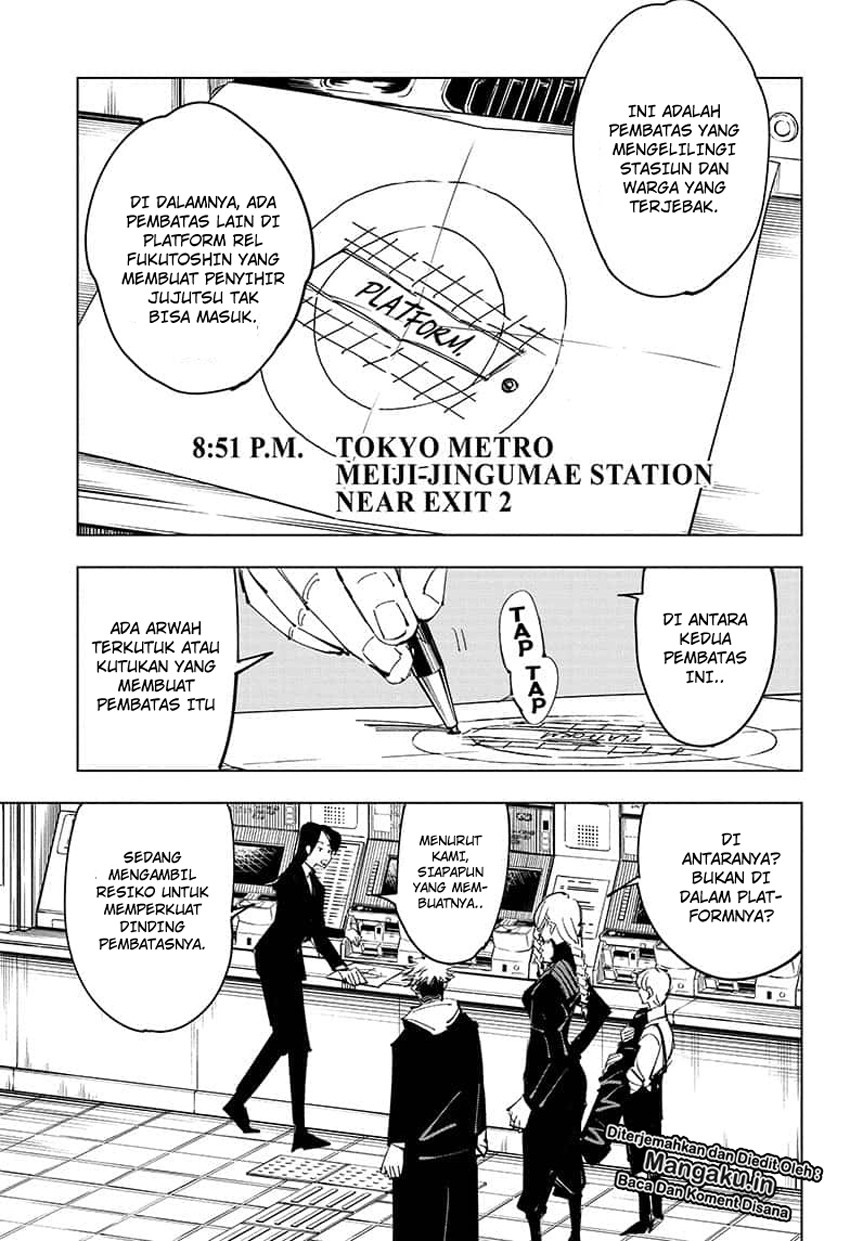 INI ADALAH
PEMBATAS YANG
MENGELILINGI
STASIUN DAN
WARGA YANG
TERJEBAK.
DI DALAMNYA, ADA
PEMBATAS LAIN DI
PLATFORM REL
FUKUTOSHIN YANG
MEMBUAT PENYIHIR
JUJUTSU TAK
BISA MASUK.
PLATFORM.
8:51 P.M. TOKYO METRO
MEIJI-JINGUMAE STATION
NEAR EXIT 2
DI ANTARA
KEDUA
PEMBATAS
INI..
TAP TAP
ADA ARWAH
TERKUTUK ATAU
KUTUKAN YANG
MEMBUAT
PEMBATAS ITU
PLATFORM
DI
ANTARANYA?
BUKAN DI
DALAM PLAT-
FORMNYA?
MENURUT
KAMI,
SIAPAPUN
YANG MEM-
BUATNYA..
SEDANG
MENGAMBIL
RESIKO UNTUK
MEMPERKUAT
DINDING
PEMBATASNYA.
Diterjemahkan dan Diedit Oleh:
Mangaku.in
Baca Dan Koment Disana